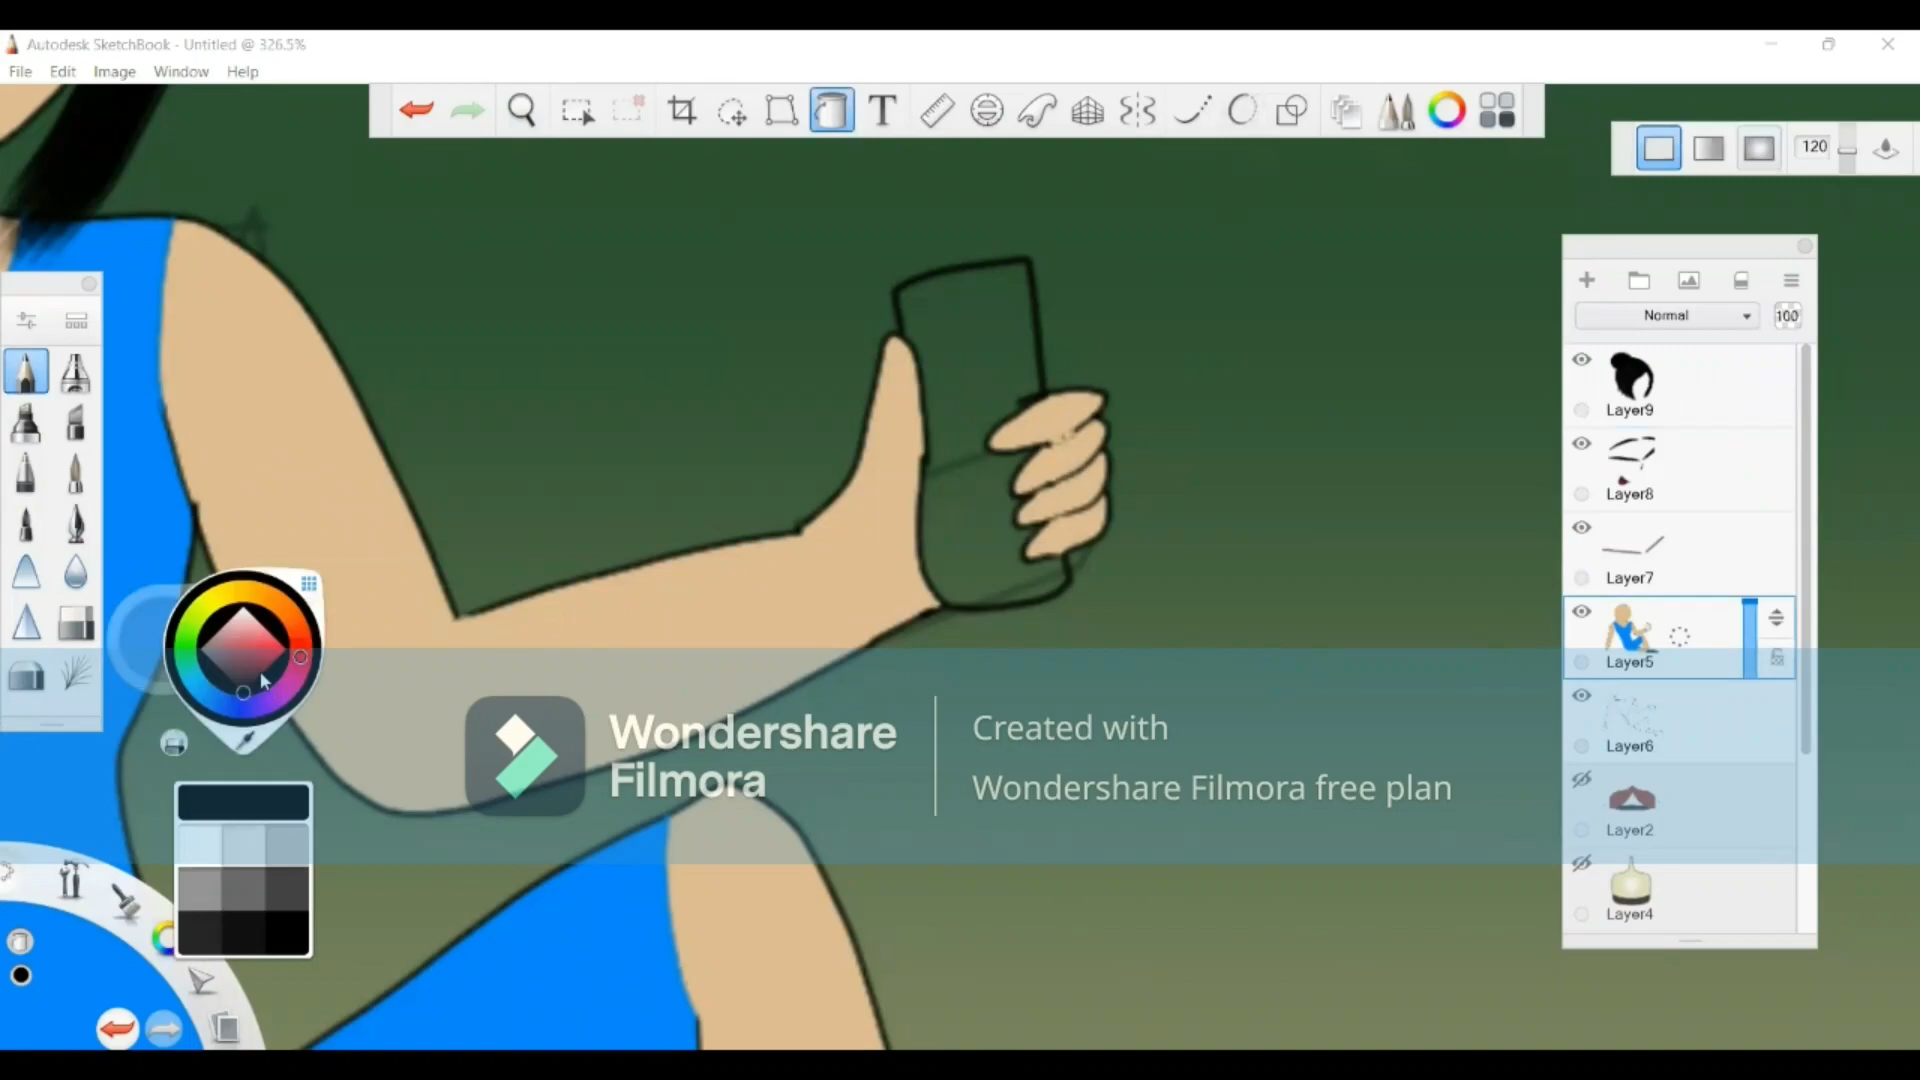 Autodesk SketchBook - Untitled @ 326.5%
File Edit Image Window Help
T
120
Normal
100
Layer9
Layer8
Layer7
Layer5
Layer6
Layer2
Layer4
Wondershare
Filmora
Created with
Wondershare Filmora free plan